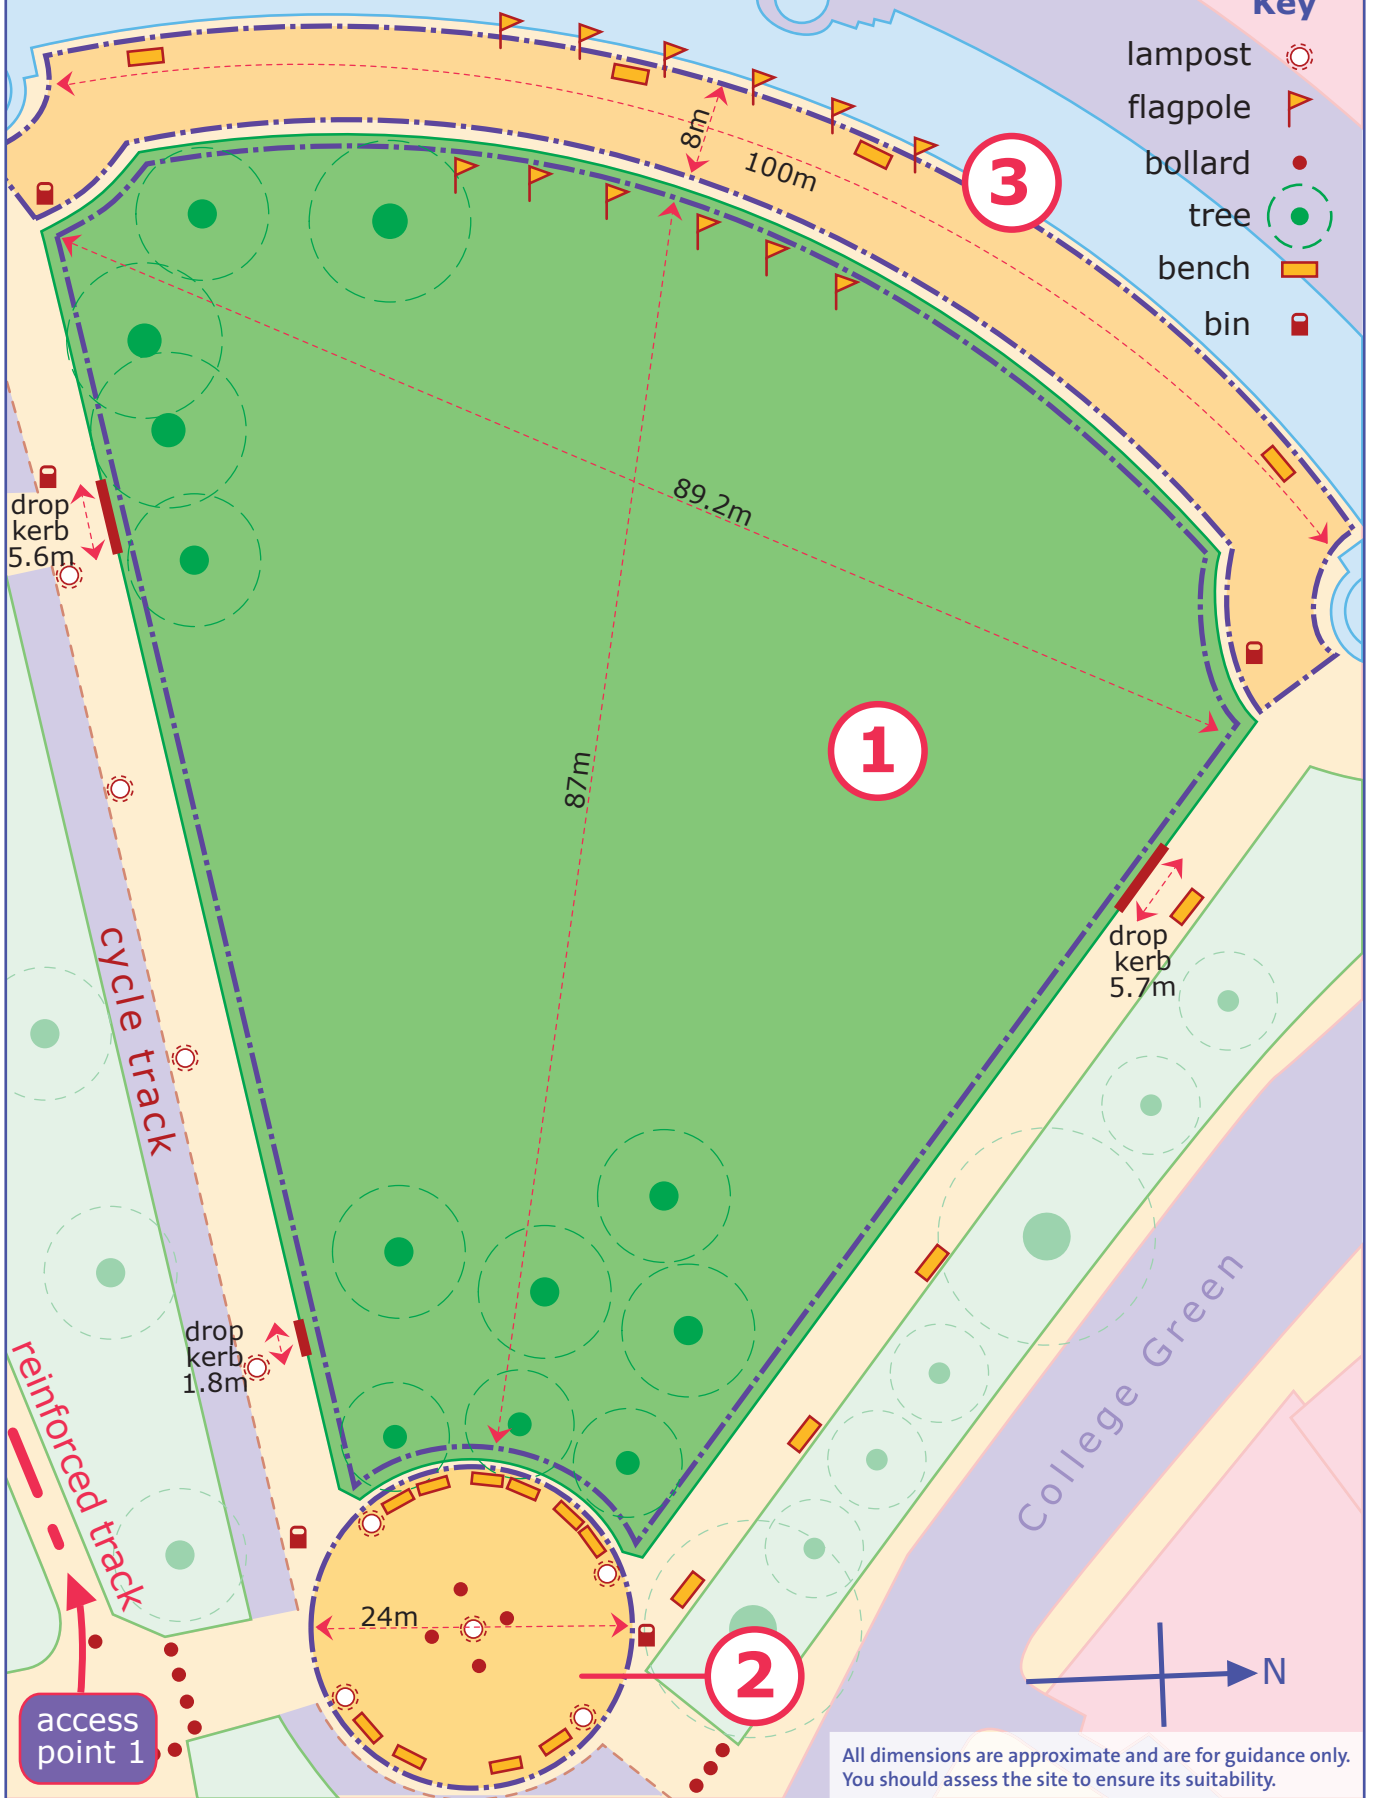 Key
lampost
flagpole
bollard
tree
bench
bin
8m
100m
3
89.2m
drop
kerb
5.6m
87m
1
cycle track
drop
kerb
5.7m
drop
kerb
1.8m
reinforced track
College Green
24m
2
N
access
point 1
All dimensions are approximate and are for guidance only.
You should assess the site to ensure its suitability.